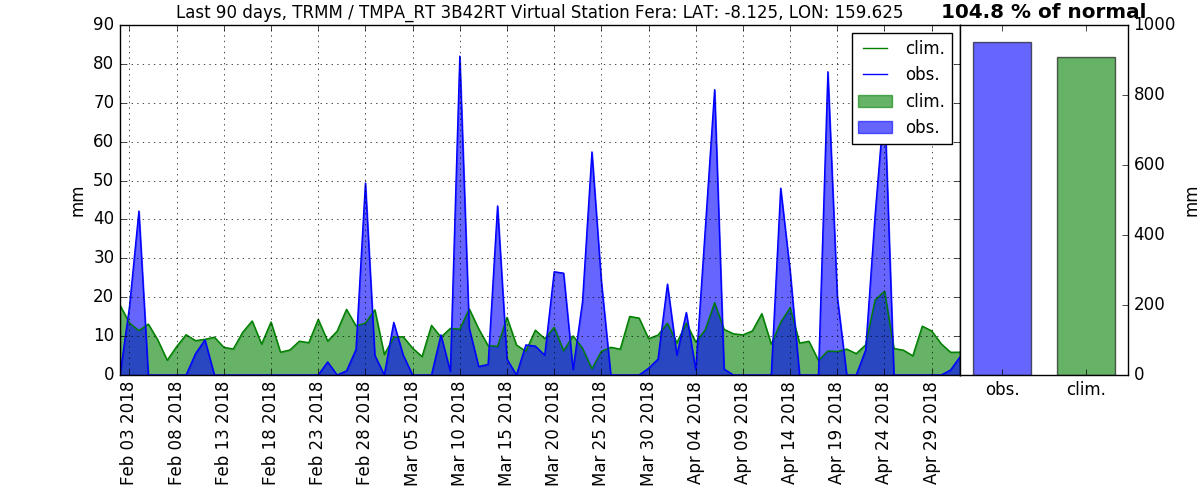 Last 90 days, TRMM / TMPA_RT 3B42RT Virtual Station Fera: LAT: -8.125, LON: 159.625
104.8 % of normal
90
80
70
60
50
40
30
20
10
0
mm
clim.
obs.
clim.
obs.
1000
800
600
400
200
0
mm
Feb 03 2018
Feb 08 2018
Feb 13 2018
Feb 18 2018
Feb 23 2018
Feb 28 2018
Mar 05 2018
Mar 10 2018
Mar 15 2018
Mar 20 2018
Mar 25 2018
Mar 30 2018
Apr 04 2018
Apr 09 2018
Apr 14 2018
Apr 19 2018
Apr 24 2018
Apr 29 2018
obs.
clim.